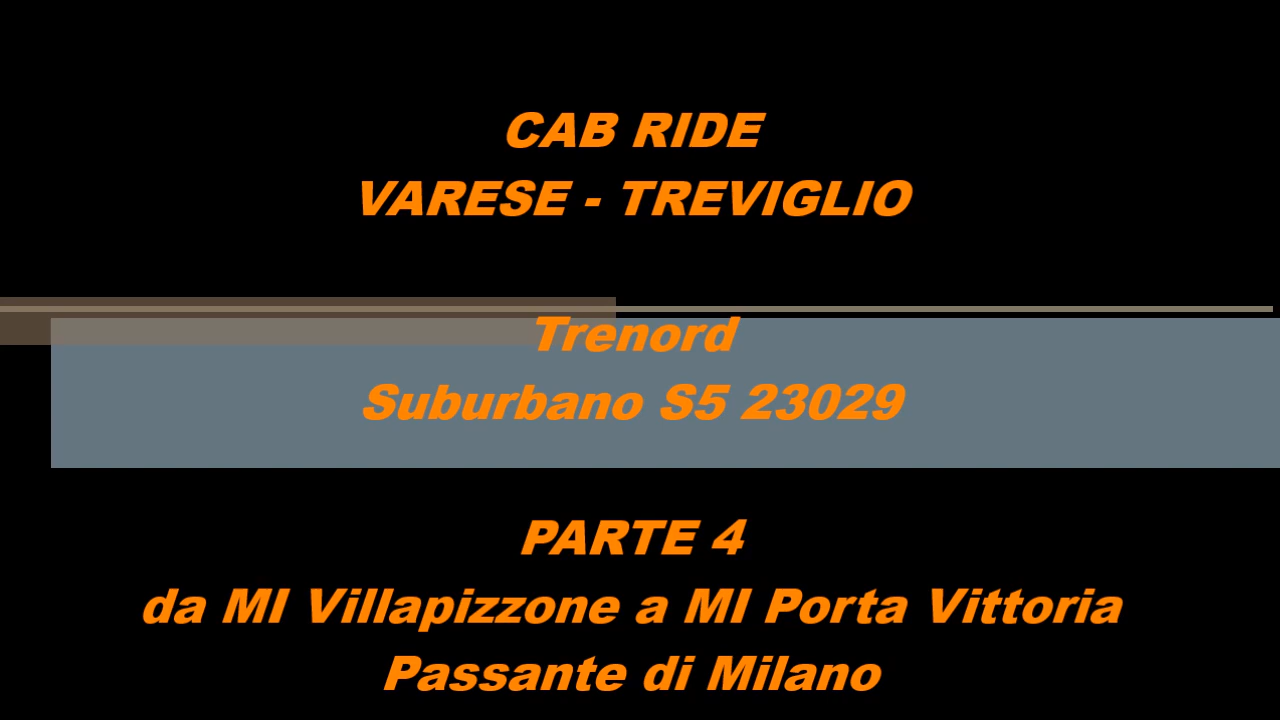 CAB RIDE
VARESE - TREVIGLIO
Trenord
Suburbano S5 23029
PARTE 4
da MI Villapizzone a MI Porta Vittoria
Passante di Milano